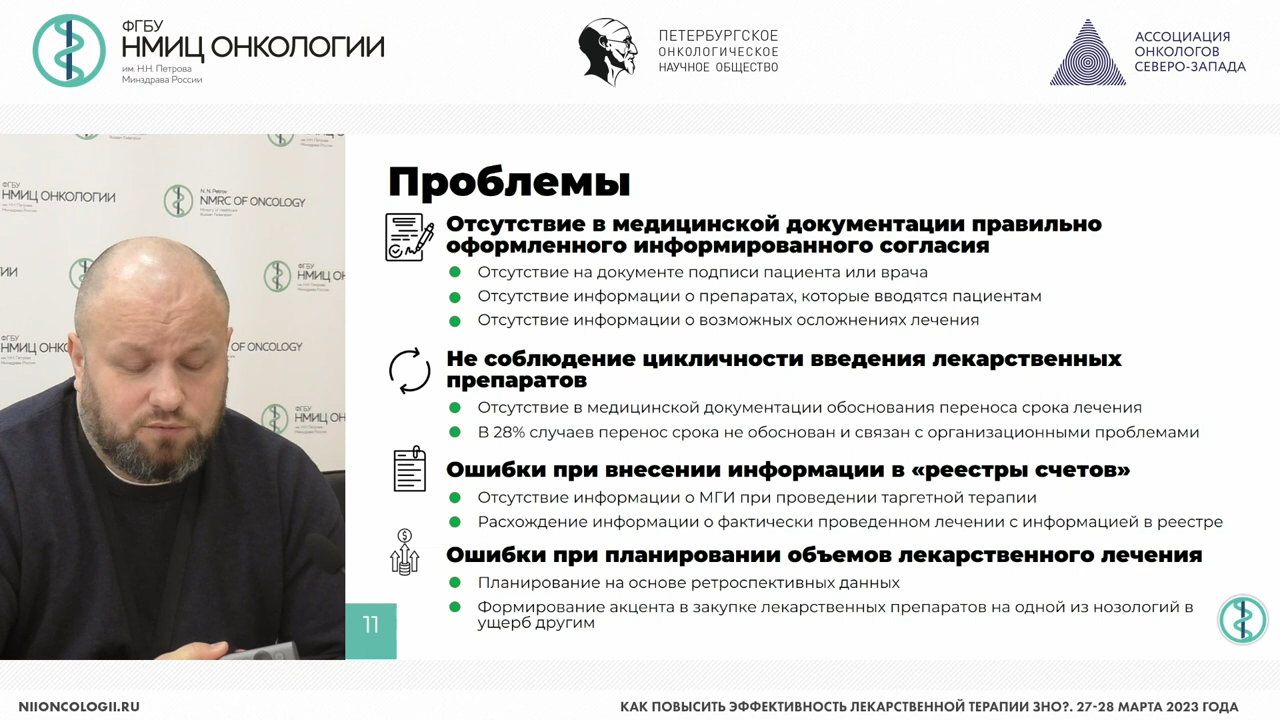 ФГБУ
НМИЦ ОНКОЛОГИИ
им. Н.Н. Петрова
Минздрава России
ПЕТЕРБУРГСКОЕ
ОНКОЛОГИЧЕСКОЕ
НАУЧНОЕ ОБЩЕСТВО
АССОЦИАЦИЯ
ОНКОЛОГОВ
СЕВЕРО-ЗАПАДА
ФГБУ
НМИЦ ОНКОЛОГИИ
N. N. Petrov
NMRC OF ONCOLOGY
OF ONCOLOGY
Проблемы
Отсутствие в медицинской документации правильно
оформленного информированного согласия
Отсутствие на документе подписи пациента или врача
Отсутствие информации о препаратах, которые вводятся пациентам
Отсутствие информации о возможных осложнениях лечения
Не соблюдение цикличности введения лекарственных
препаратов
Отсутствие в медицинской документации обоснования переноса срока лечения
В 28% случаев перенос срока не обоснован и связан с организационными проблемами
Ошибки при внесении информации в «реестры счетов»
Отсутствие информации о МГИ при проведении таргетной терапии
Расхождение информации о фактически проведенном лечении с информацией в реестре
Ошибки при планировании объемов лекарственного лечения
Планирование на основе ретроспективных данных
Формирование акцента в закупке лекарственных препаратов на одной из нозологий в
ущерб другим
11
NIIONCOLOGII.RU
КАК ПОВЫСИТЬ ЭФФЕКТИВНОСТЬ ЛЕКАРСТВЕННОЙ ТЕРАПИИ ЗНО?. 27-28 МАРТА 2023 ГОДА